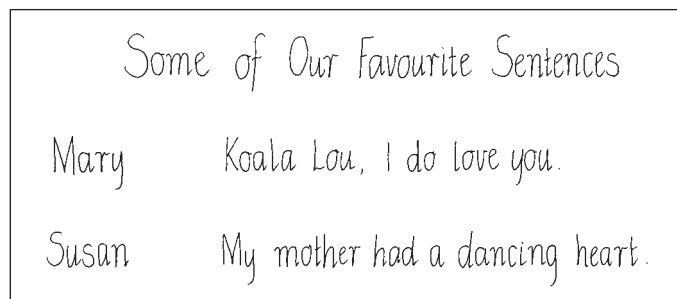 Some of Our Favourite Sentences
Mary Koala Lou, I do love you.
Susan My mother had a dancing heart.